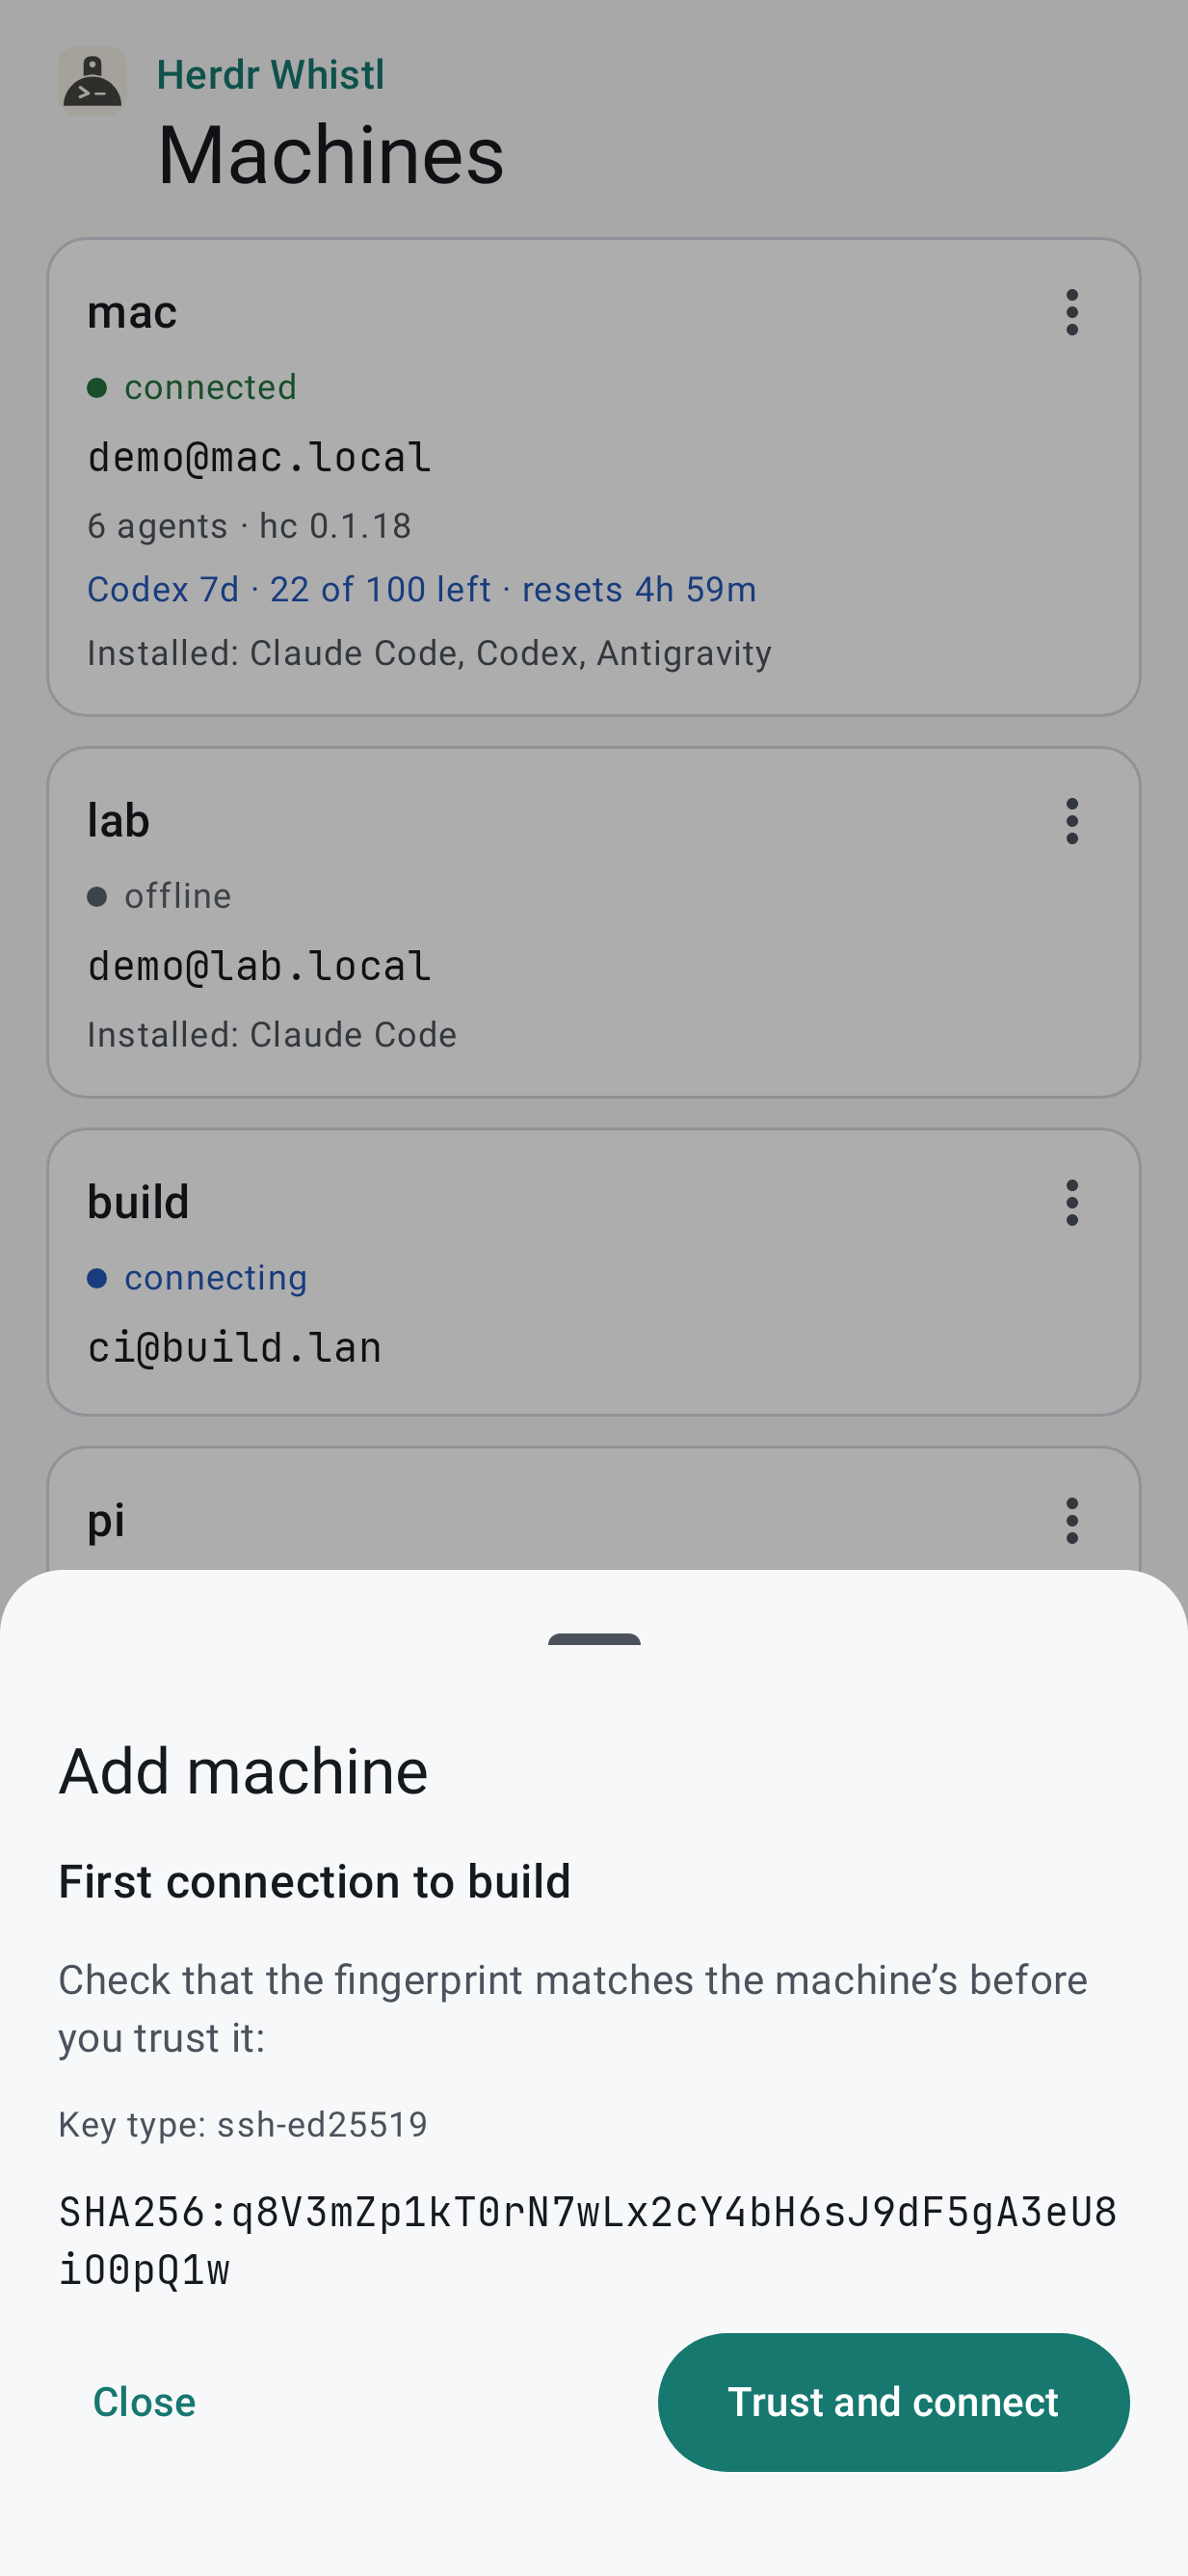 Herdr Whistl
Machines
mac
connected
demo@mac.local
6 agents · hc 0.1.18
Codex 7d · 22 of 100 left · resets 4h 59m
Installed: Claude Code, Codex, Antigravity
lab
offline
demo@lab.local
Installed: Claude Code
build
connecting
ci@build.lan
pi
Add machine
First connection to build
Check that the fingerprint matches the machine’s before
you trust it:
Key type: ssh-ed25519
SHA256:q8V3mZp1kT0rN7wLx2cY4bH6sJ9dF5gA3eU8
iO0pQ1w
Close
Trust and connect